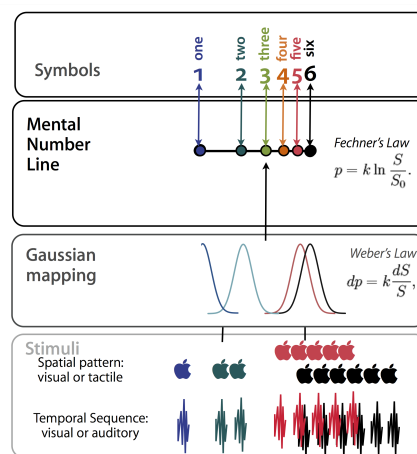 one two three four five six
Symbols
1 2 3 4 5 6
Mental
Number
Line
Fechner's Law
p = k ln S/S₀.
Gaussian
mapping
Weber's Law
dp = k dS/S,
Stimuli
Spatial pattern:
visual or tactile
Temporal Sequence:
visual or auditory